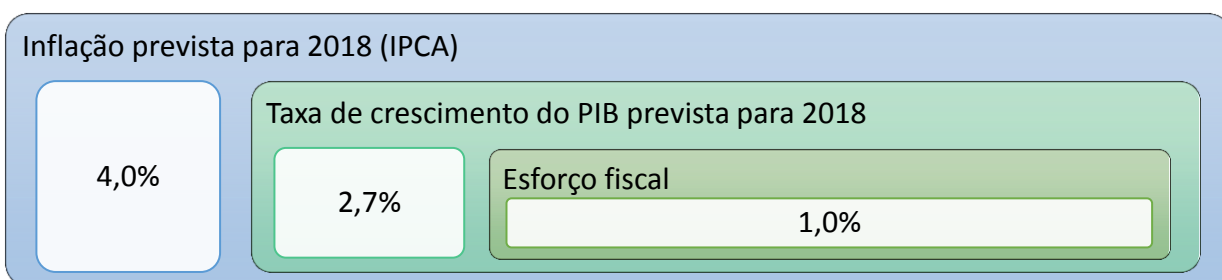 Inflação prevista para 2018 (IPCA)
4,0%
Taxa de crescimento do PIB prevista para 2018
2,7%
Esforço fiscal
1,0%